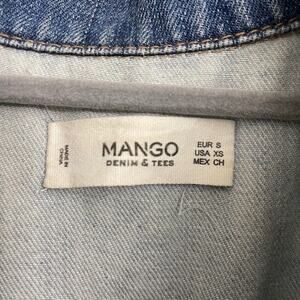 MADE IN
CHINA
MANGO
DENIM & TEES
EUR S
USA XS
MEX CH